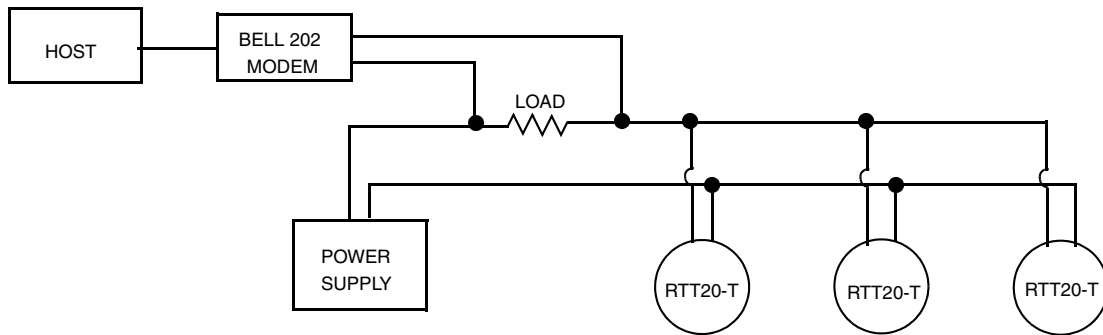 HOST
BELL 202
MODEM
LOAD
POWER
SUPPLY
RTT20-T
RTT20-T
RTT20-T